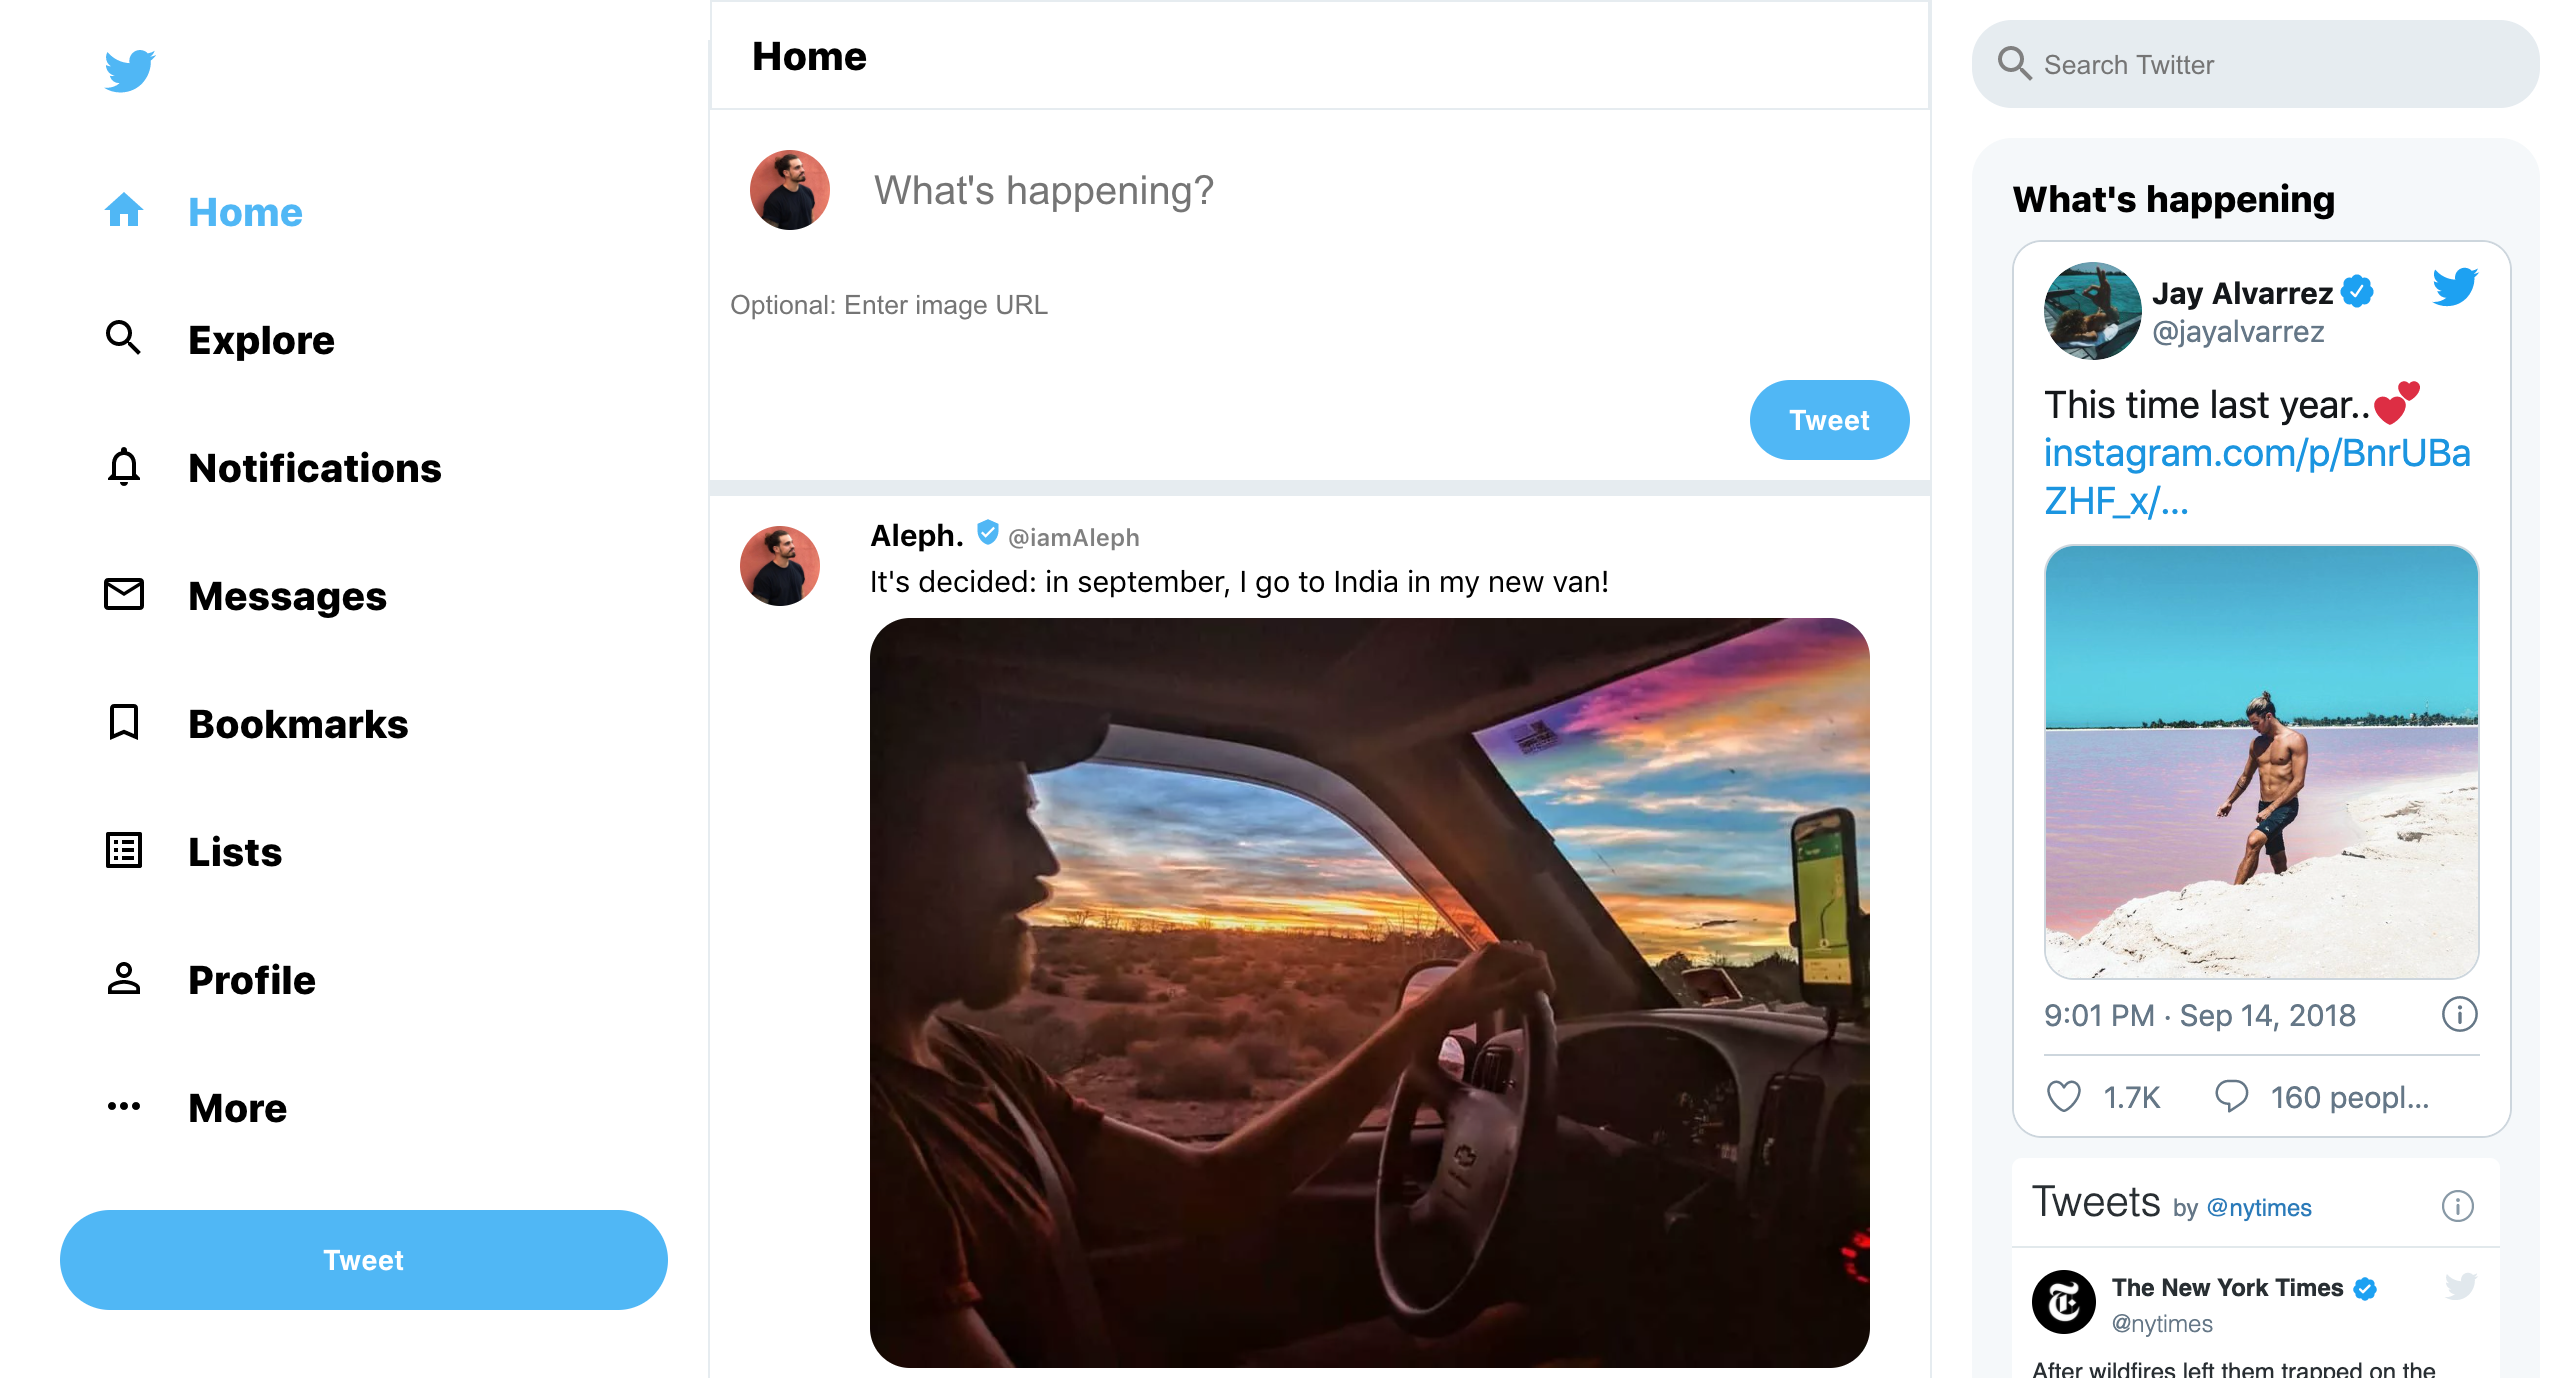 Home
Explore
Notifications
Messages
Bookmarks
Lists
Profile
More
Tweet
Home
What's happening?
Optional: Enter image URL
Tweet
Aleph. @iamAleph
It's decided: in september, I go to India in my new van!
Search Twitter
What's happening
Jay Alvarrez
@jayalvarrez
This time last year..💕
instagram.com/p/BnrUBa
ZHF_x/...
9:01 PM · Sep 14, 2018
1.7K 160 peopl...
Tweets by @nytimes
The New York Times
@nytimes
After wildfires left them trapped on the